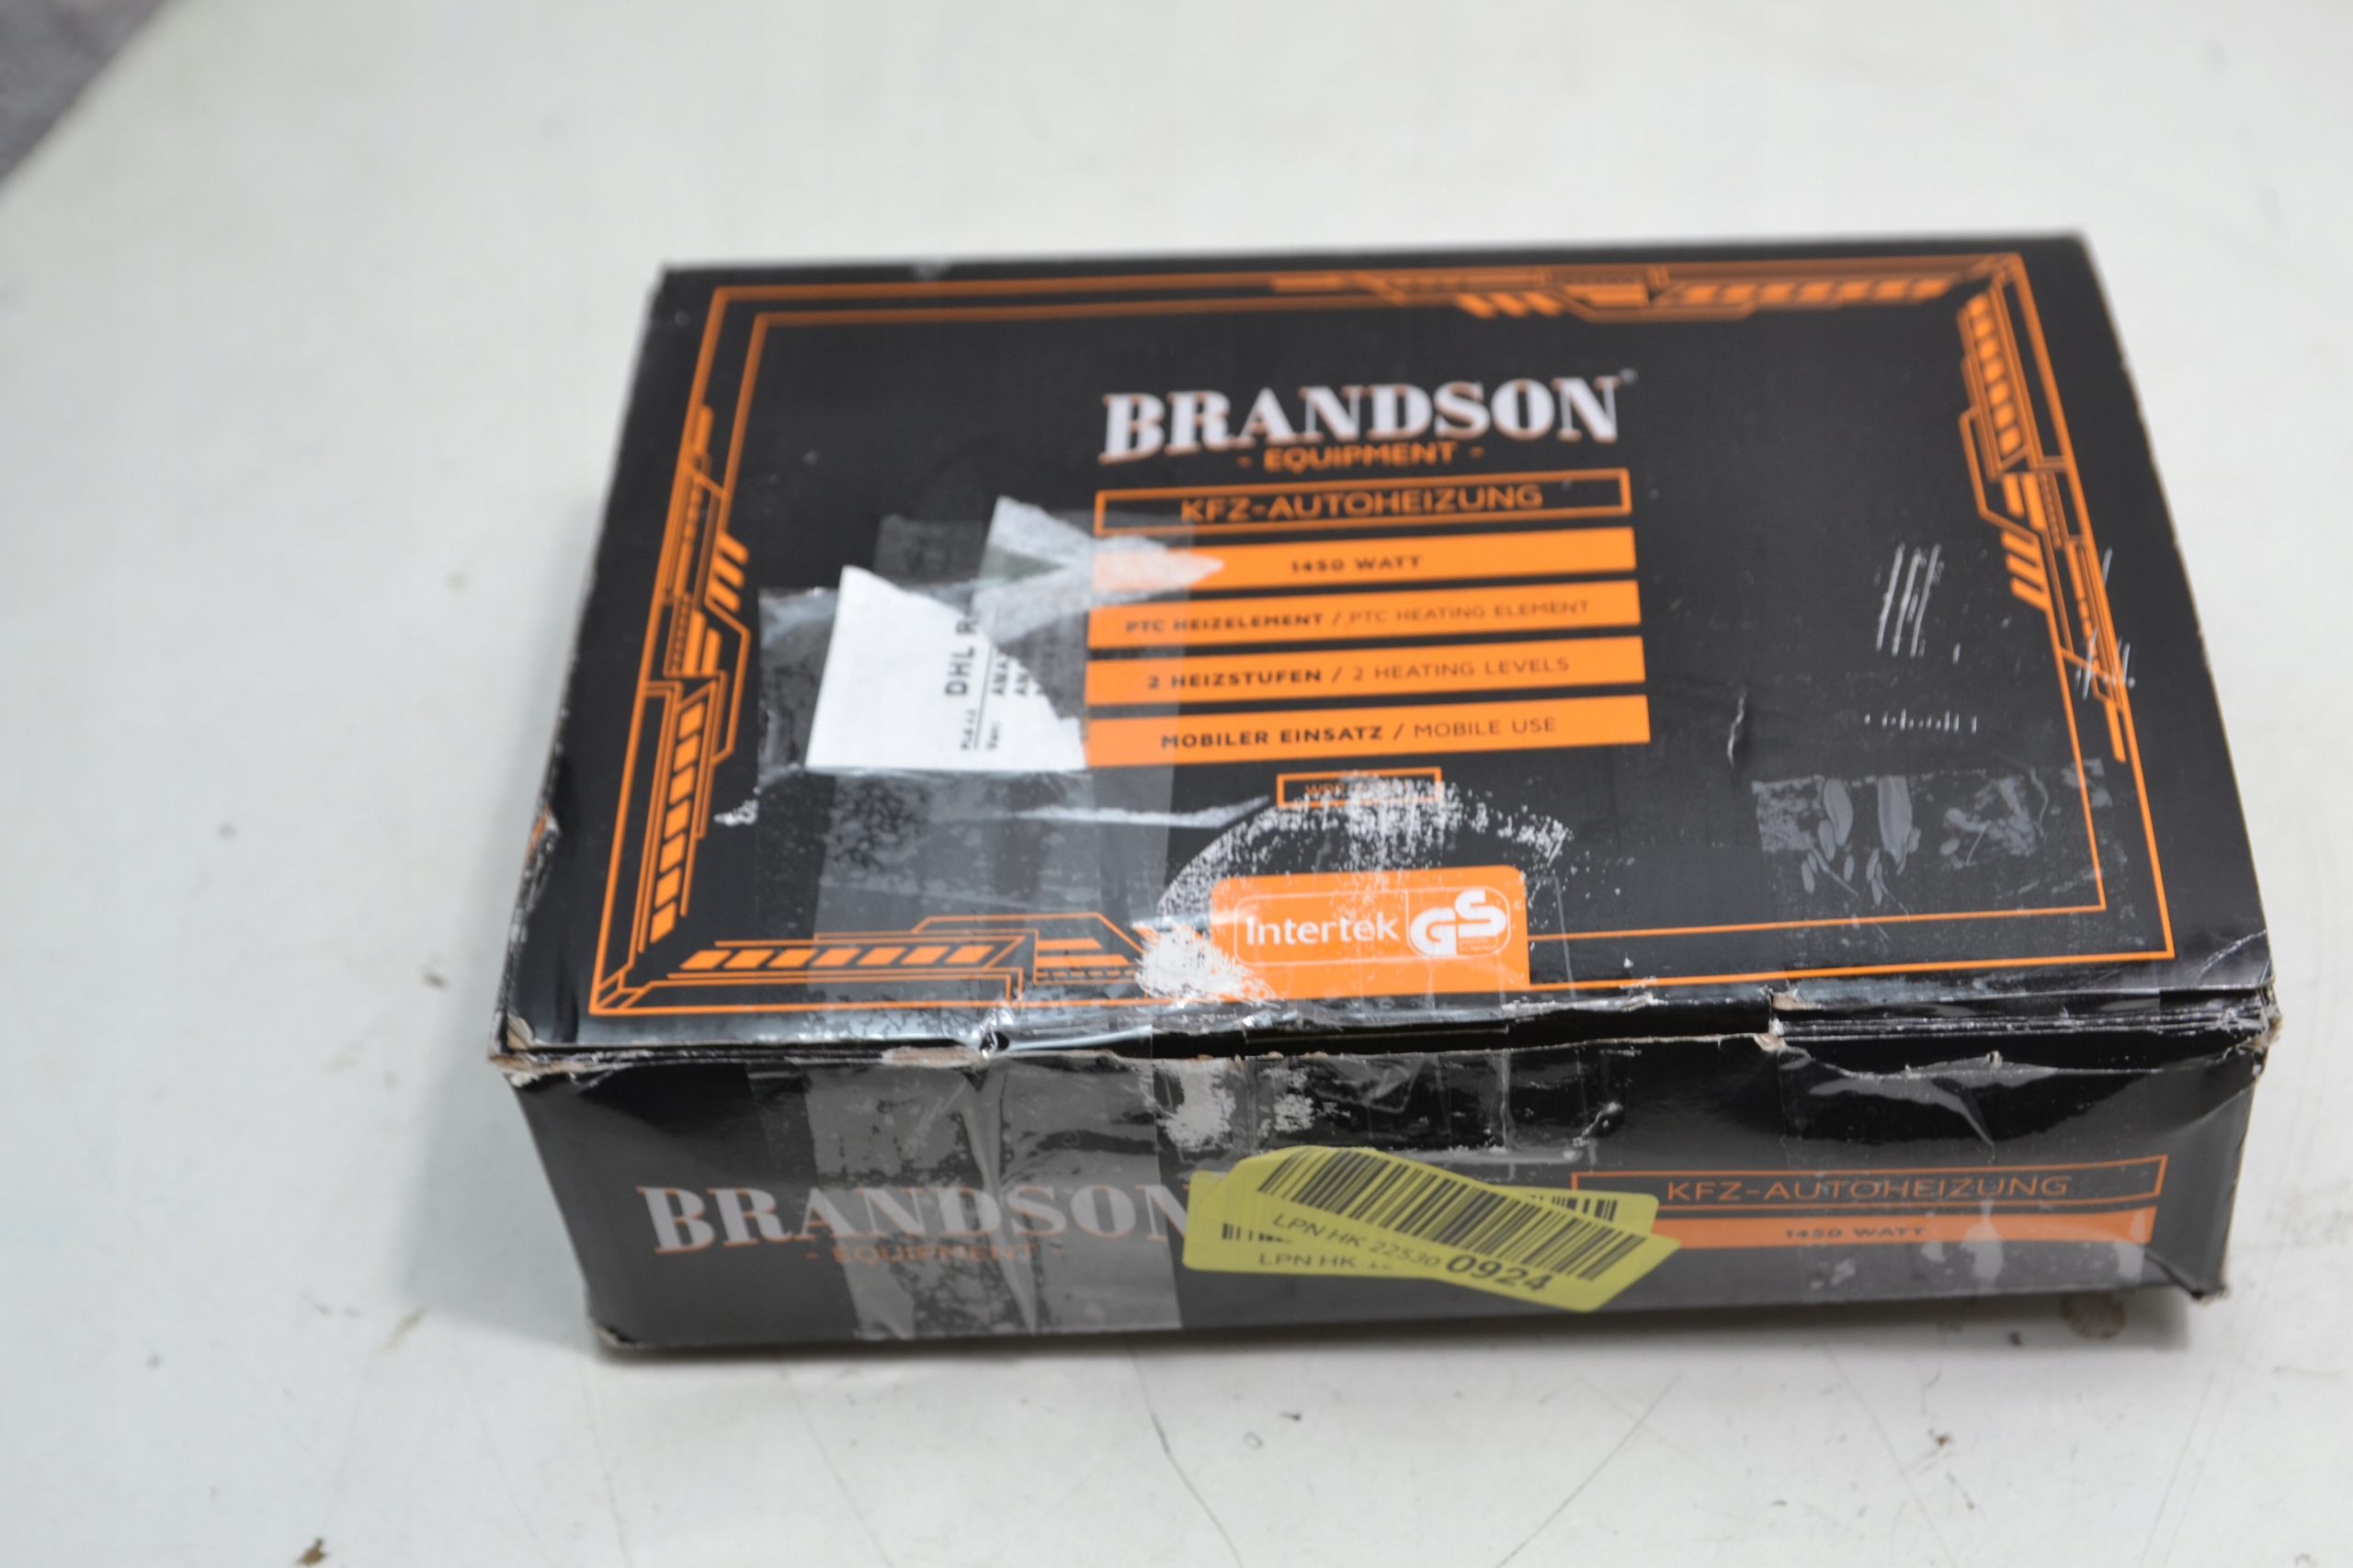 BRANDSON
- EQUIPMENT -
KFZ-AUTOHEIZUNG
1450 WATT
PTC HEIZELEMENT / PTC HEATING ELEMENT
2 HEIZSTUFEN / 2 HEATING LEVELS
MOBILER EINSATZ / MOBILE USE
DHL R
Von:
Intertek GS
BRANDSON
- EQUIPMENT -
LPN HK 22530 0924
LPN HK
KFZ-AUTOHEIZUNG
1450 WATT